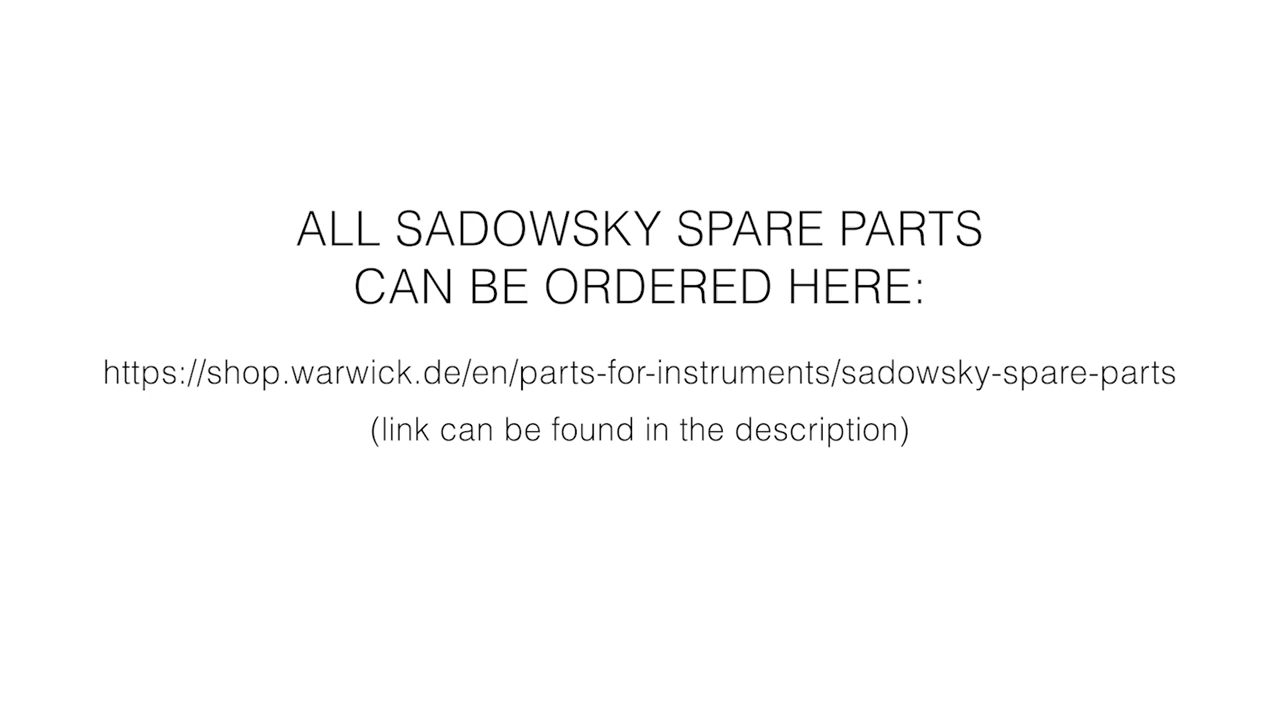 ALL SADOWSKY SPARE PARTS
CAN BE ORDERED HERE:
https://shop.warwick.de/en/parts-for-instruments/sadowsky-spare-parts
(link can be found in the description)